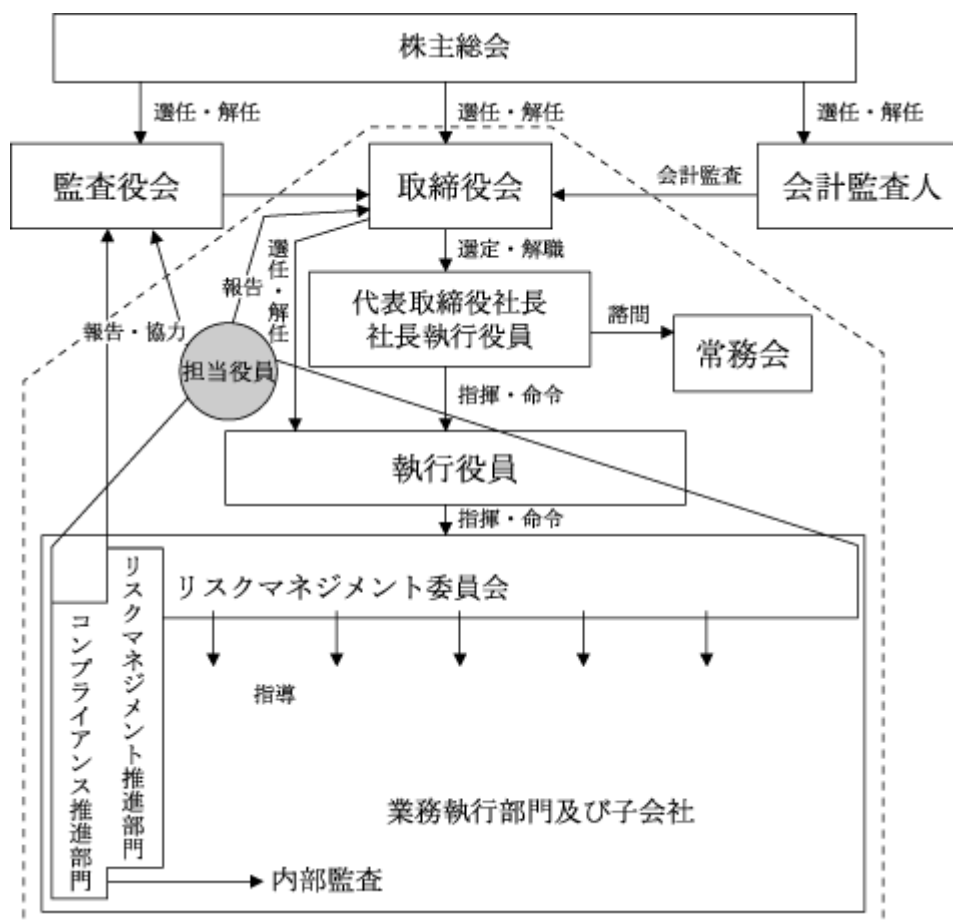 株主総会
選任・解任
選任・解任
選任・解任
監査役会
取締役会
会計監査
会計監査人
選任・解任
選定・解職
報告
代表取締役社長
社長執行役員
諮問
常務会
報告・協力
担当役員
指揮・命令
執行役員
指揮・命令
リスクマネジメント委員会
リスクマネジメント推進部門
コンプライアンス推進部門
指導
業務執行部門及び子会社
内部監査